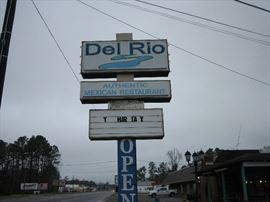 Del Rio
AUTHENTIC
MEXICAN RESTAURANT
OPEN